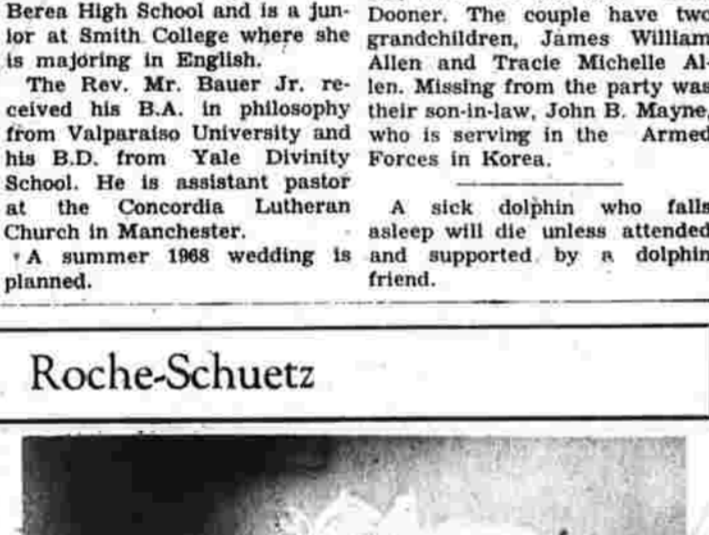 Berea High School and is a jun-
ior at Smith College where she
is majoring in English.
The Rev. Mr. Bauer Jr. re-
ceived his B.A. in philosophy
from Valparaiso University and
his B.D. from Yale Divinity
School. He is assistant pastor
at the Concordia Lutheran
Church in Manchester.
A summer 1968 wedding is
planned.
Dooner. The couple have two
grandchildren, James William
Allen and Tracie Michelle Al-
len. Missing from the party was
their son-in-law, John B. Mayne,
who is serving in the Armed
Forces in Korea.
A sick dolphin who falls
asleep will die unless attended
and supported by a dolphin
friend.
Roche-Schuetz